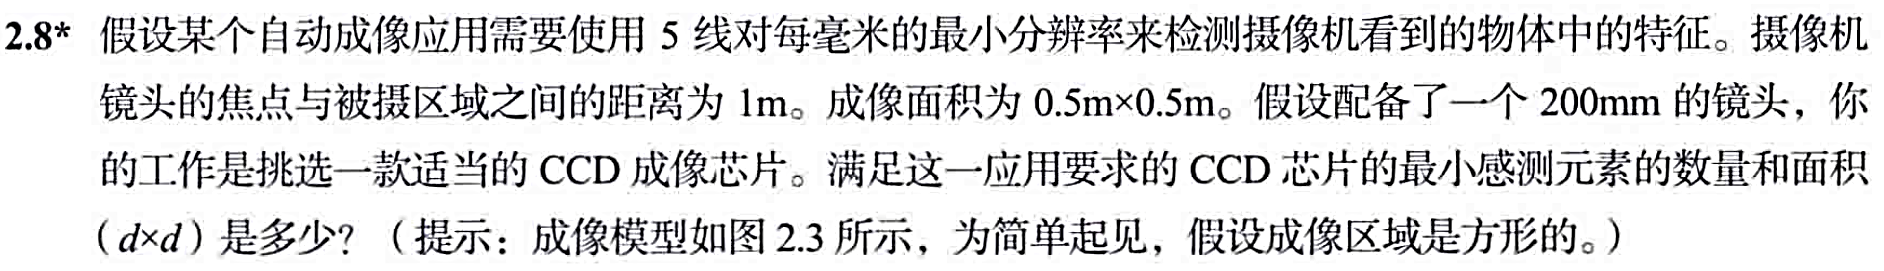 2.8* 假设某个自动成像应用需要使用 5 线对每毫米的最小分辨率来检测摄像机看到的物体中的特征。摄像机
镜头的焦点与被摄区域之间的距离为 1m。成像面积为 0.5m×0.5m。假设配备了一个 200mm 的镜头，你
的工作是挑选一款适当的 CCD 成像芯片。满足这一应用要求的 CCD 芯片的最小感测元素的数量和面积
（d×d）是多少？（提示：成像模型如图 2.3 所示，为简单起见，假设成像区域是方形的。）